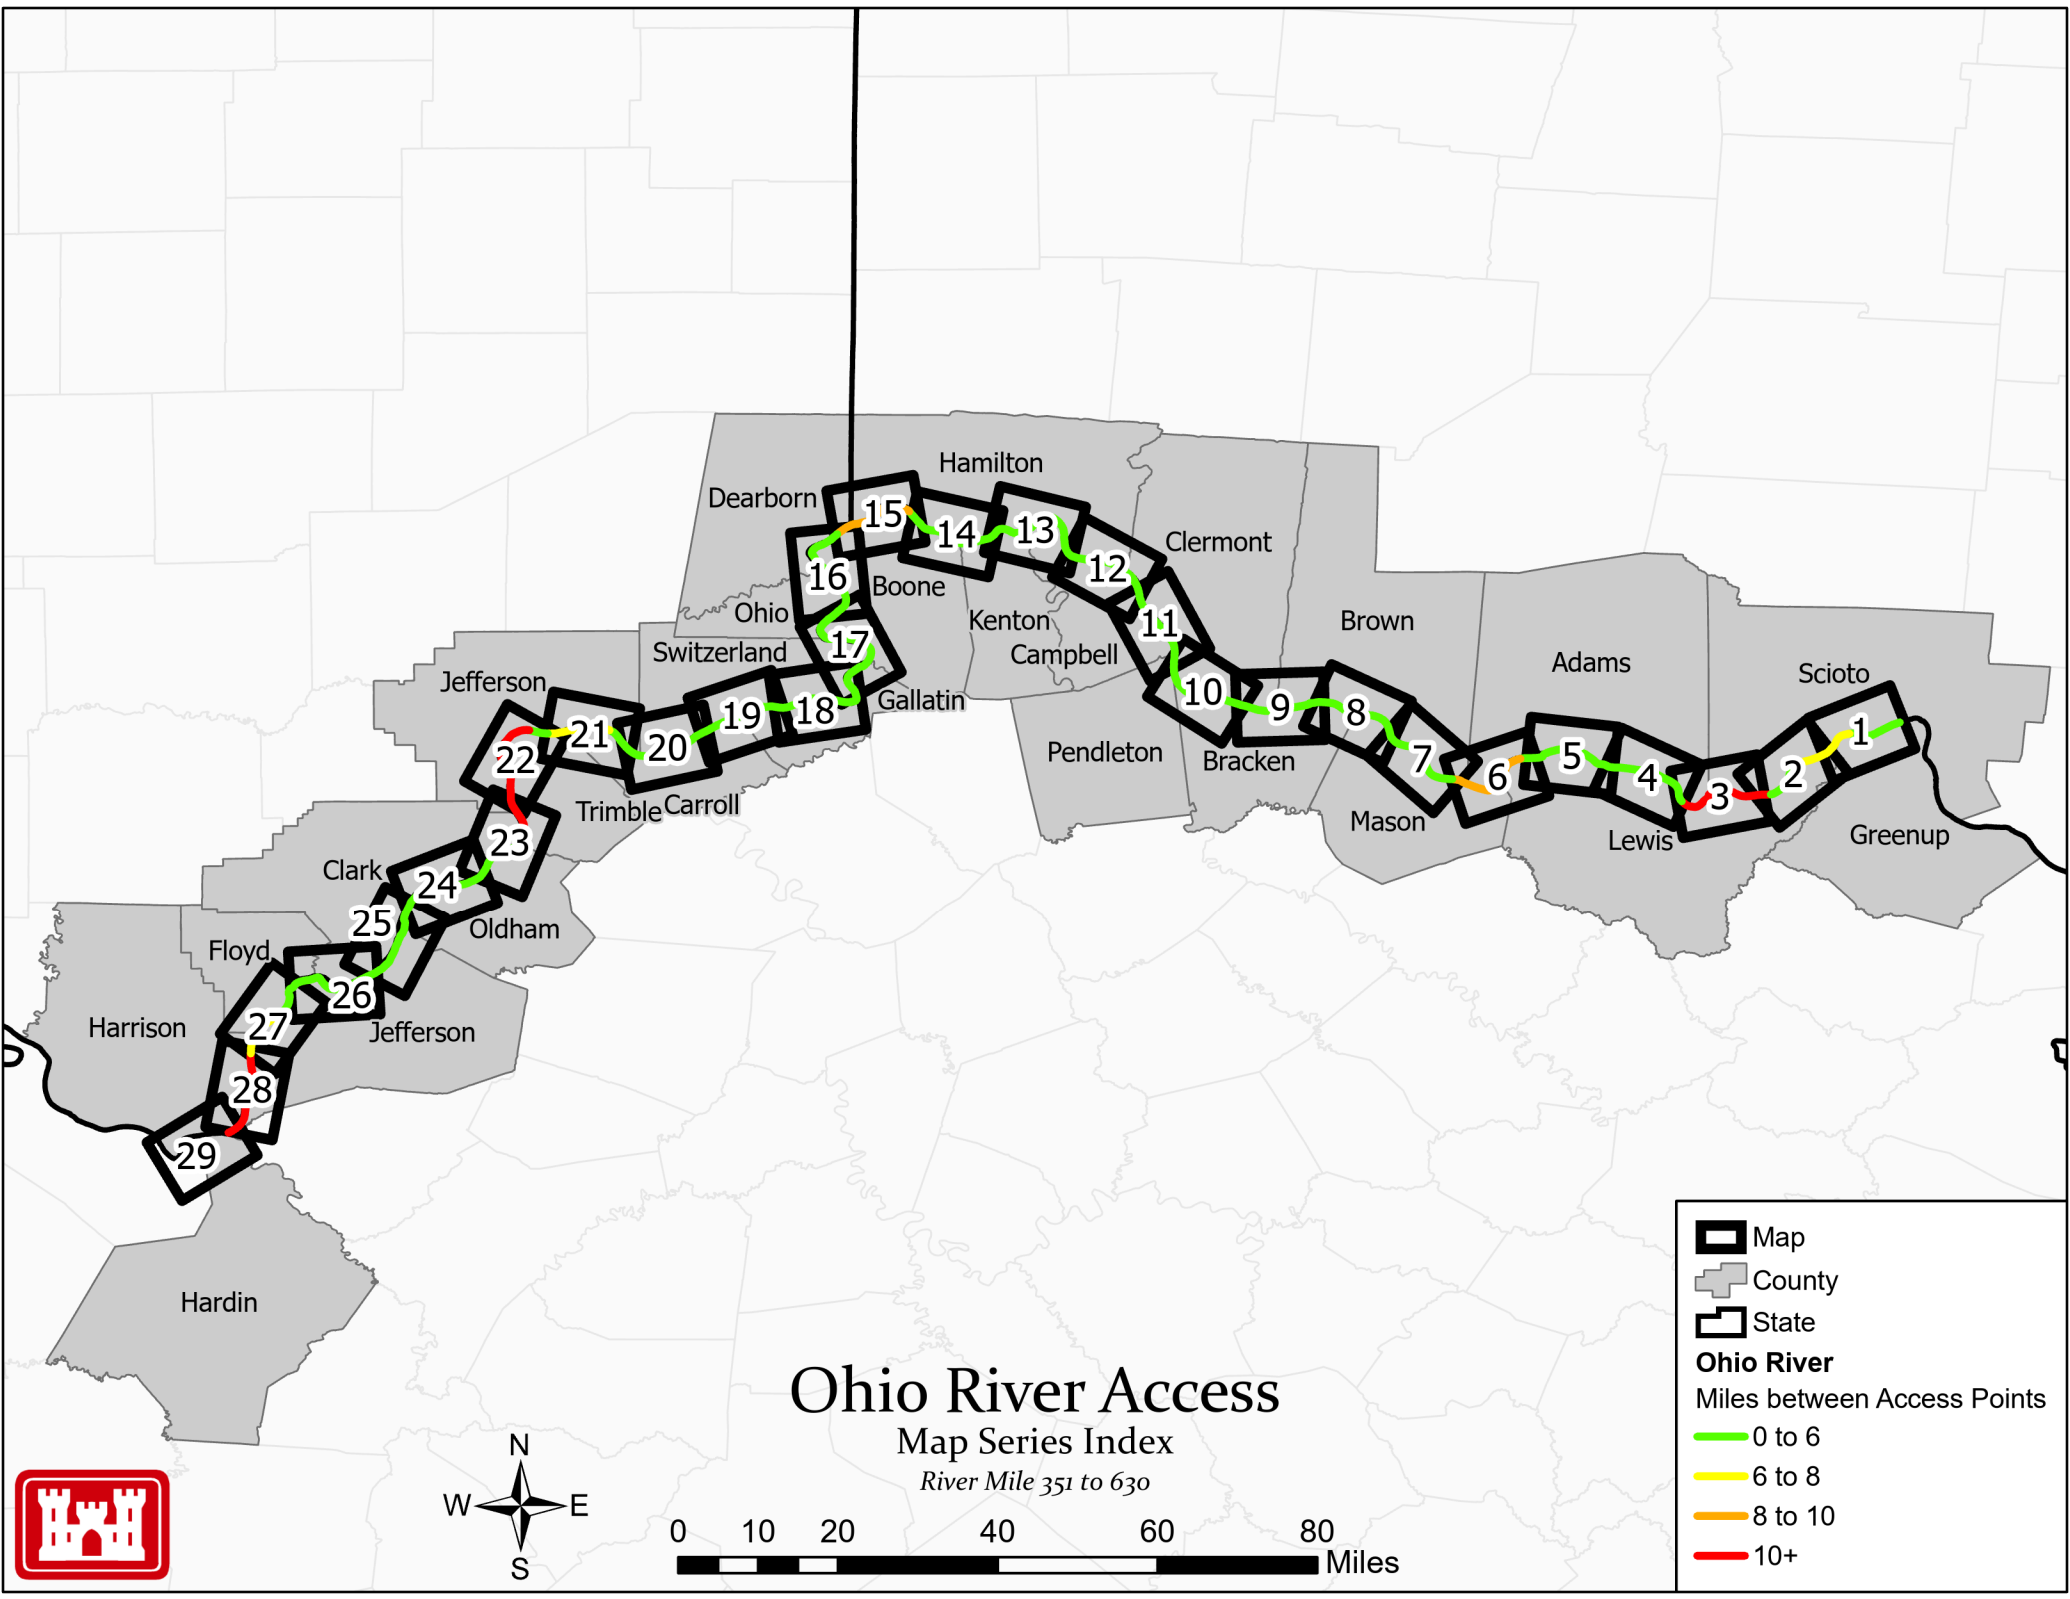 Hamilton
Dearborn
Clermont
15
14
13
12
16
Boone
Ohio
Kenton
11
Brown
17
Switzerland
Campbell
Adams
Scioto
Jefferson
Gallatin
10
9
8
19
18
1
21
20
22
7
5
6
4
2
3
Pendleton
Bracken
Trimble
Carroll
Mason
Lewis
Greenup
23
Clark
24
25
Oldham
Floyd
26
27
Harrison
Jefferson
28
29
Hardin
Ohio River Access
Map Series Index
River Mile 351 to 630
N
W E
S
0 10 20 40 60 80
Miles
Map
County
State
Ohio River
Miles between Access Points
0 to 6
6 to 8
8 to 10
10+